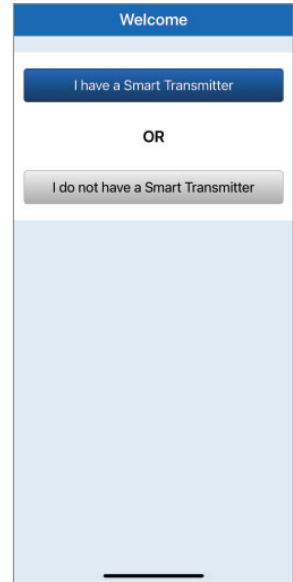 Welcome
I have a Smart Transmitter
OR
I do not have a Smart Transmitter